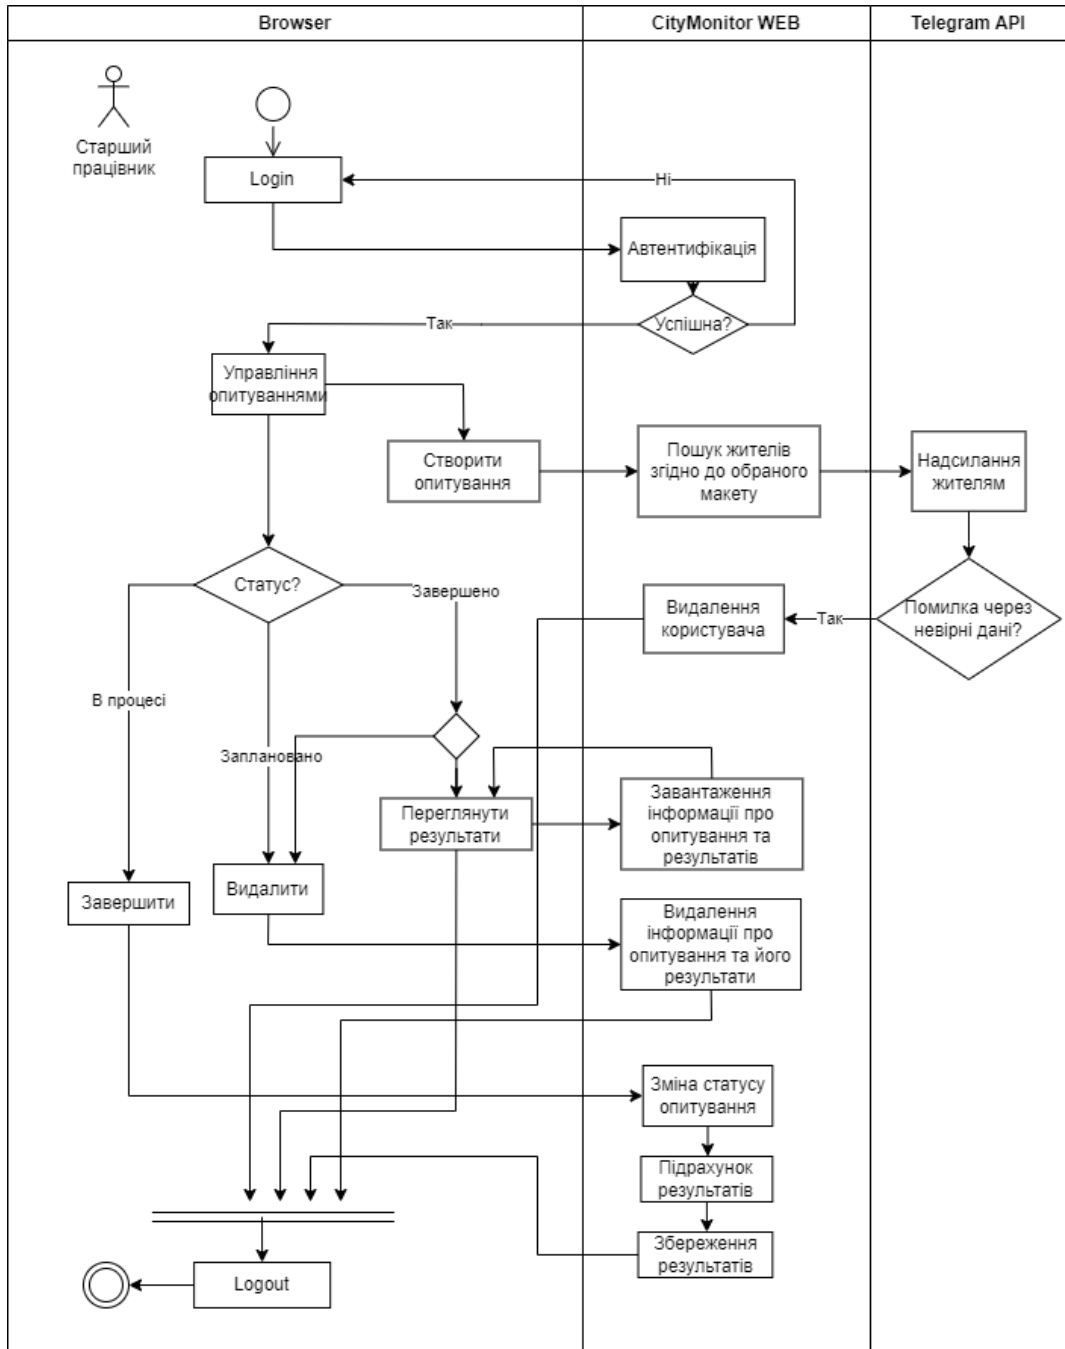 Browser
CityMonitor WEB
Telegram API
Старший
працівник
Login
Ні
Автентифікація
Успішна?
Так
Управління
опитуваннями
Створити
опитування
Пошук жителів
згідно до обраного
макету
Надсилання
жителям
Статус?
Завершено
Видалення
користувача
Так
Помилка через
невірні дані?
В процесі
Заплановано
Переглянути
результати
Завантаження
інформації про
опитування та
результатів
Завершити
Видалити
Видалення
інформації про
опитування та його
результати
Зміна статусу
опитування
Підрахунок
результатів
Збереження
результатів
Logout